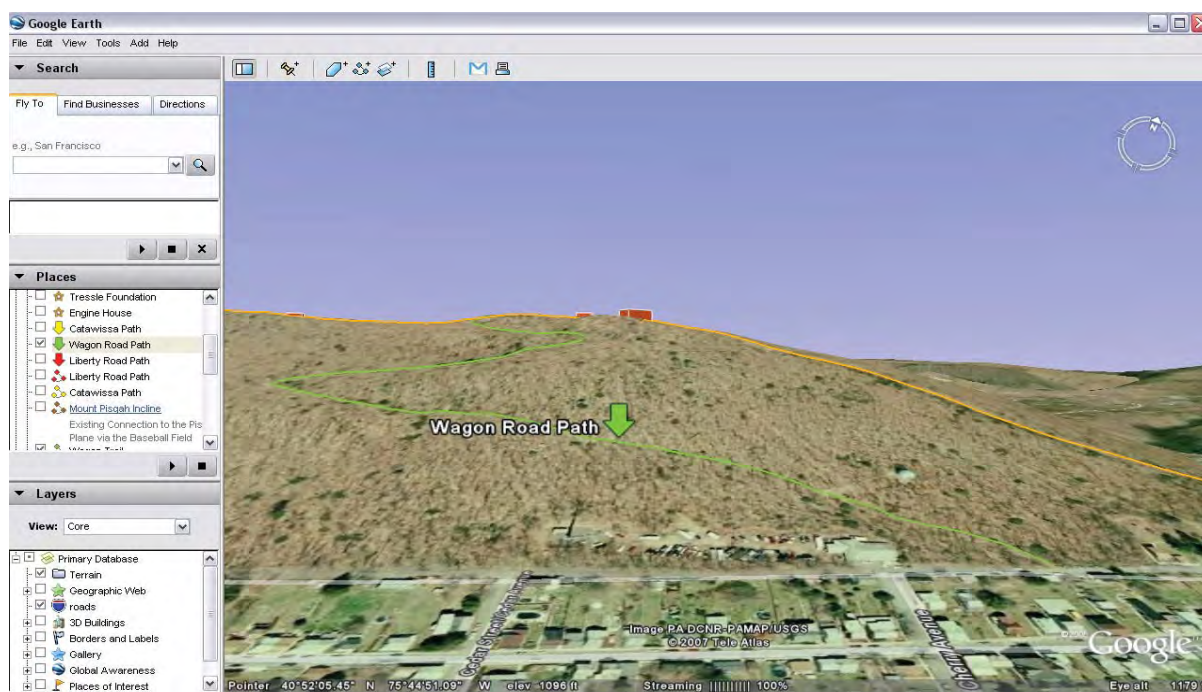 Google Earth
File Edit View Tools Add Help
Search
Fly To Find Businesses Directions
e.g., San Francisco
Places
Tressle Foundation
Engine House
Catawissa Path
Wagon Road Path
Liberty Road Path
Liberty Road Path
Catawissa Path
Mount Pisgah Incline
Existing Connection to the Pis
Plane via the Baseball Field
Wagon Trail
Layers
View: Core
Primary Database
Terrain
Geographic Web
roads
3D Buildings
Borders and Labels
Gallery
Global Awareness
Places of Interest
Wagon Road Path
Avenue
Image PA DCNR-PAMAP/USGS
© 2007 Tele Atlas
Google
Pointer 40°52'05.45" N 75°44'51.09" W elev 1096 ft Streaming |||||||||| 100% Eye alt 1179